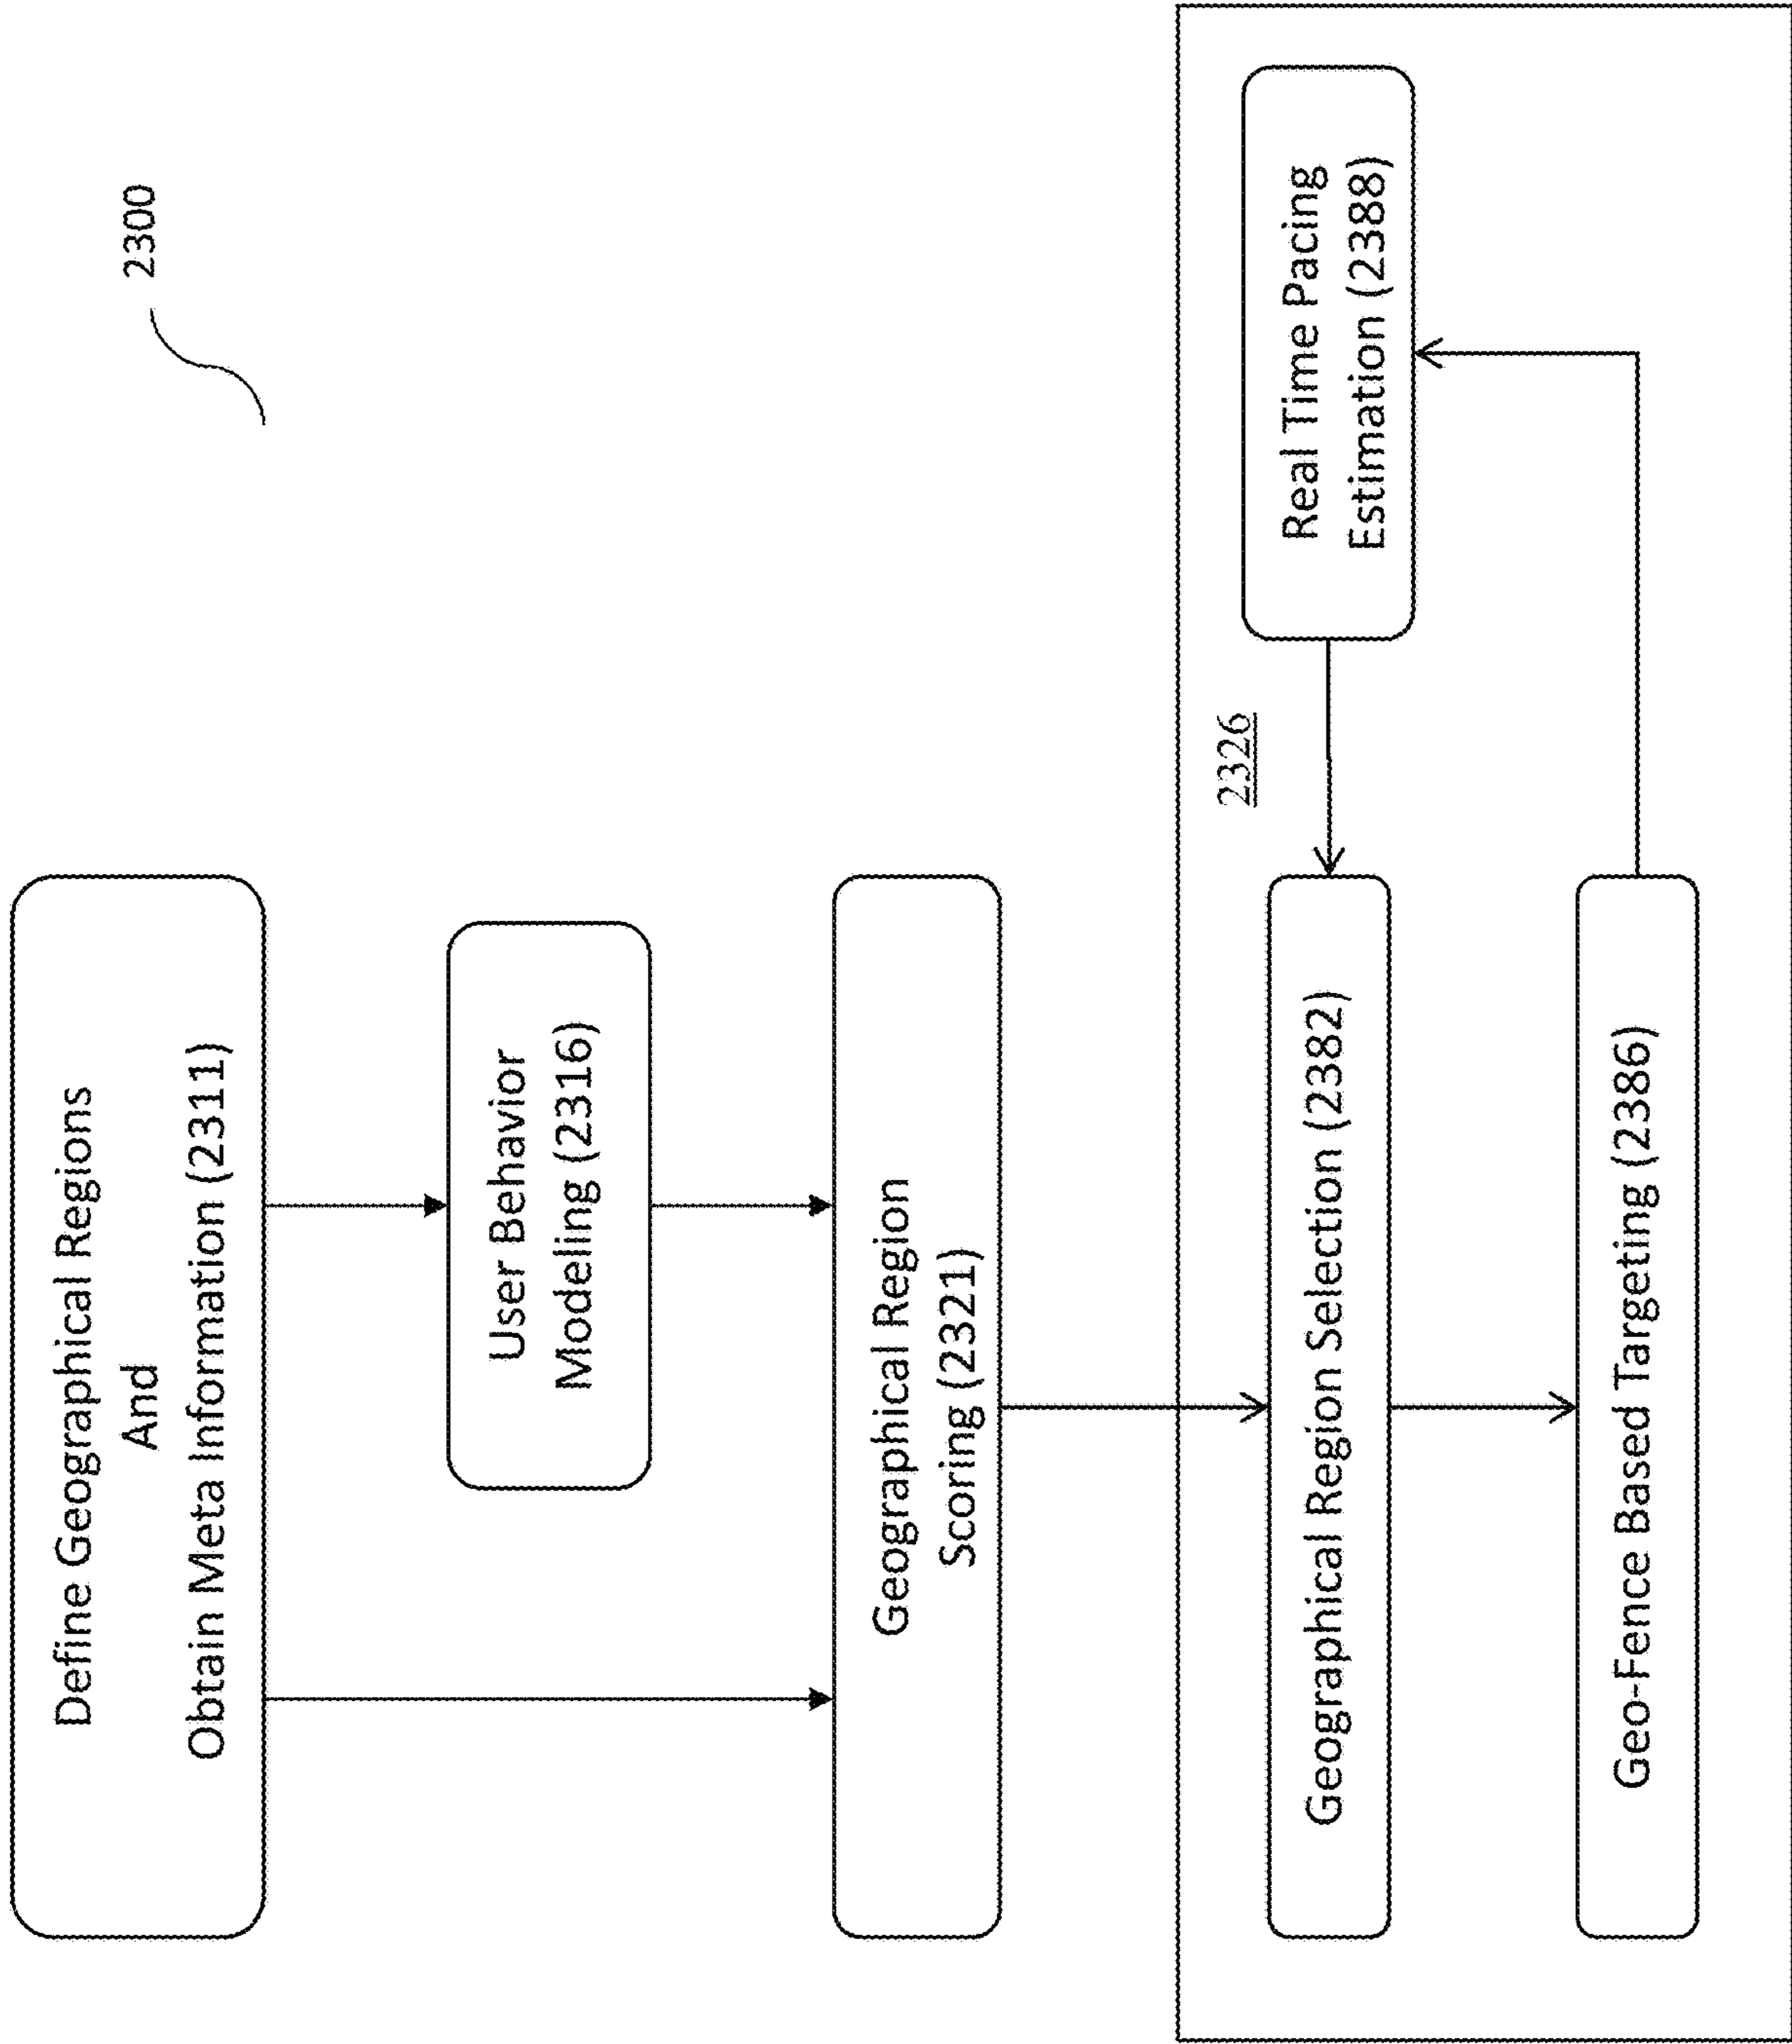 2300
Define Geographical Regions
And
Obtain Meta Information (2311)
User Behavior
Modeling (2316)
Geographical Region
Scoring (2321)
2326
Real Time Pacing
Estimation (2388)
Geographical Region Selection (2382)
Geo-Fence Based Targeting (2386)